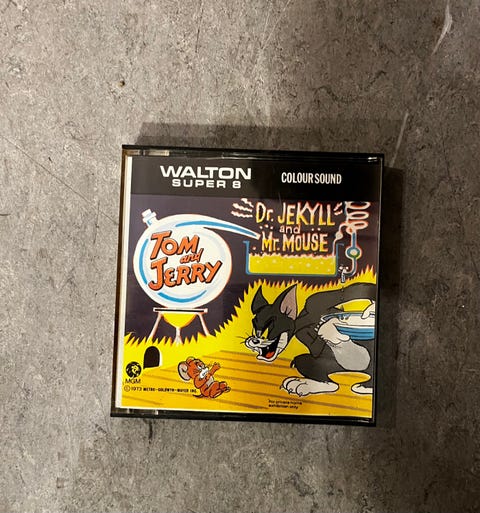 WALTON
SUPER 8
COLOUR SOUND
Dr. JEKYLL
and
Mr. MOUSE
TOM
and
JERRY
MGM
© 1973 METRO-GOLDWYN-MAYER INC.
for private home
exhibition only